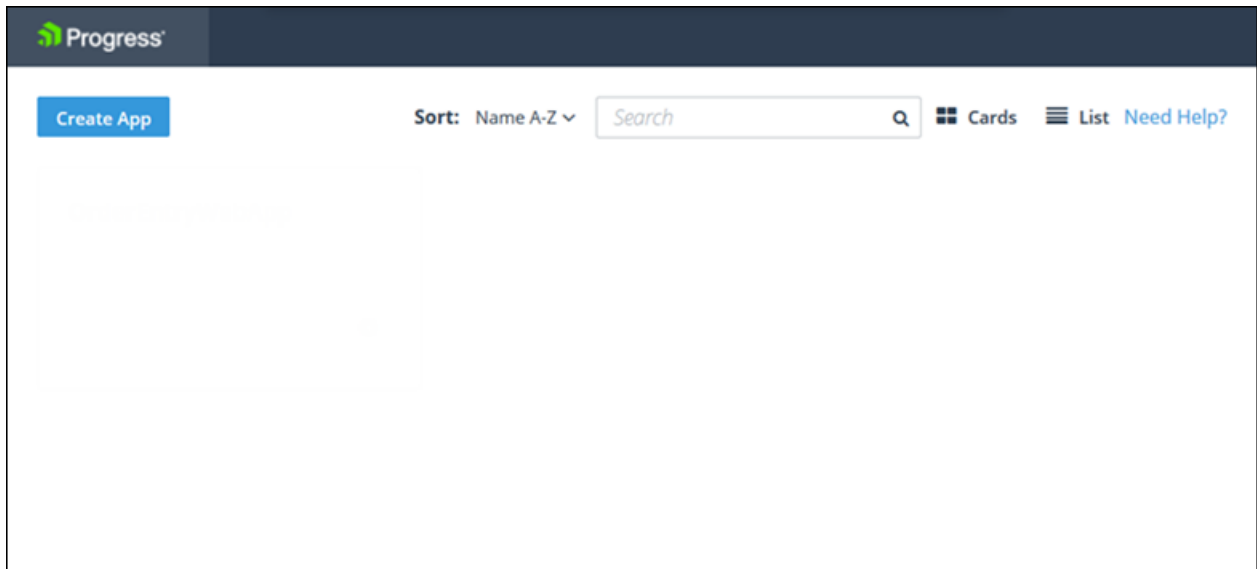 Progress
Create App
Sort: Name A-Z
Search
Cards
List
Need Help?